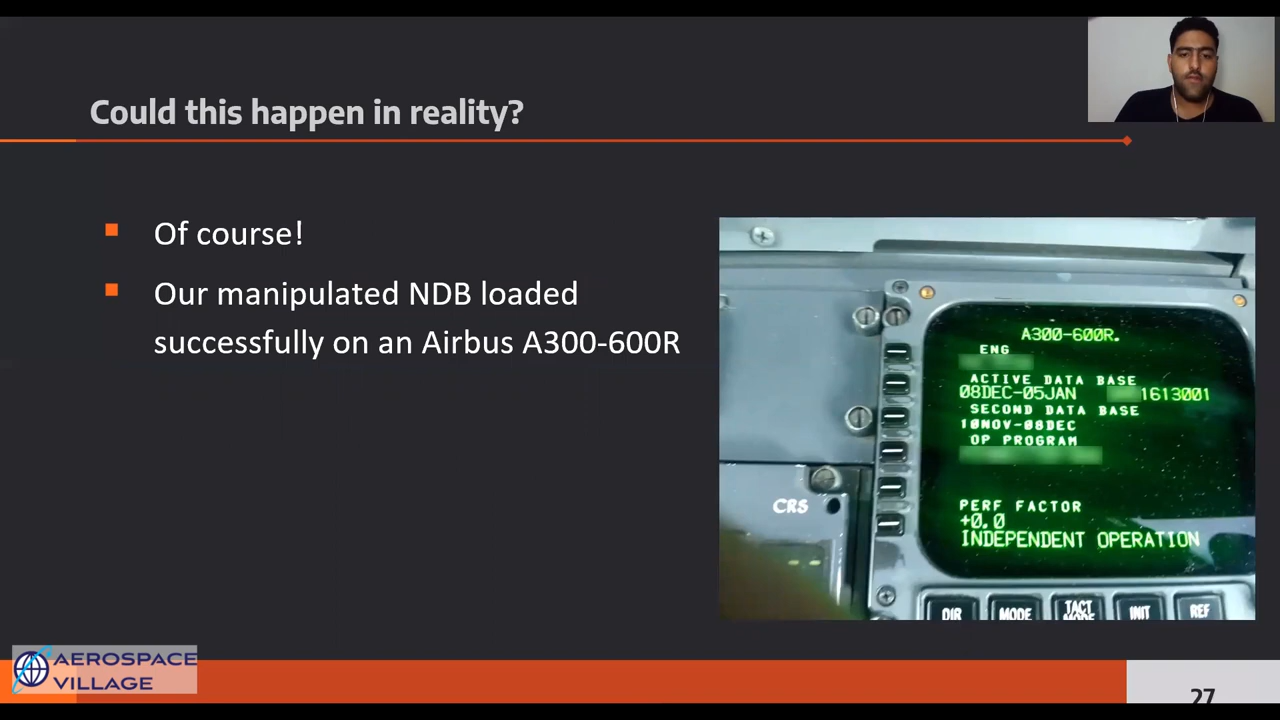 Could this happen in reality?
Of course!
Our manipulated NDB loaded
successfully on an Airbus A300-600R
A300-600R.
ENG
ACTIVE DATA BASE
08DEC-05JAN 1613001
SECOND DATA BASE
10NOV-08DEC
OP PROGRAM
PERF FACTOR
+0.0
INDEPENDENT OPERATION
CRS
DIR
MODE
TACT
MODE
INIT
REF
AEROSPACE
VILLAGE
27